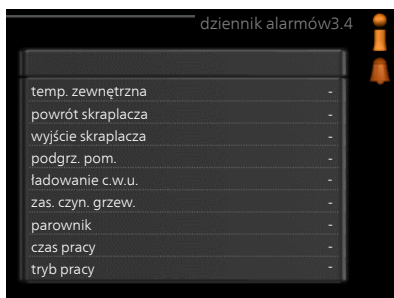 dziennik alarmów3.4
temp. zewnętrzna -
powrót skraplacza -
wyjście skraplacza -
podgrz. pom. -
ładowanie c.w.u. -
zas. czyn. grzew. -
parownik -
czas pracy -
tryb pracy -